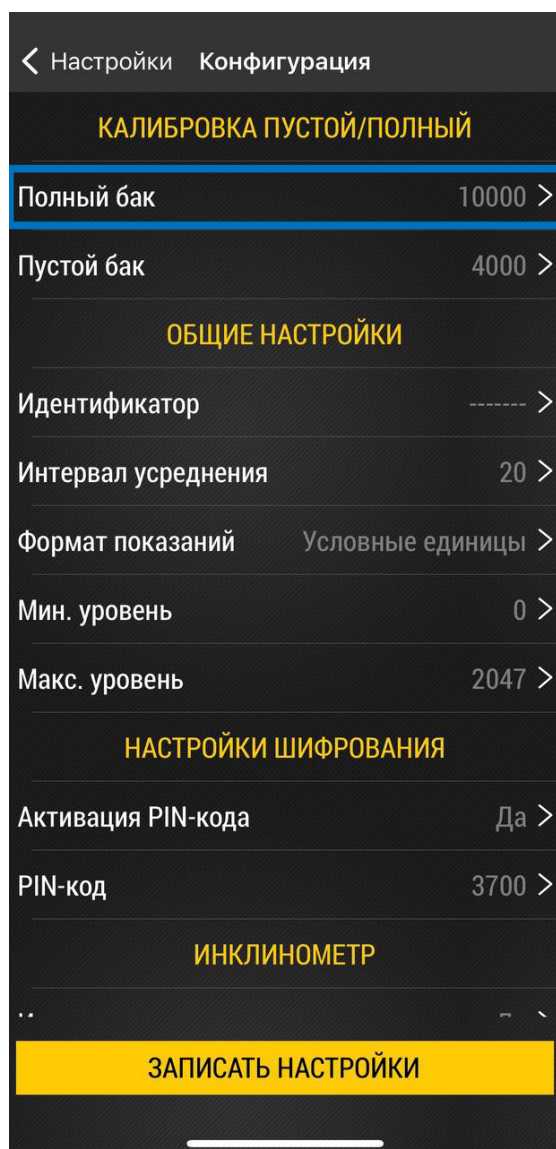 Настройки Конфигурация
КАЛИБРОВКА ПУСТОЙ/ПОЛНЫЙ
Полный бак 10000
Пустой бак 4000
ОБЩИЕ НАСТРОЙКИ
Идентификатор -------
Интервал усреднения 20
Формат показаний Условные единицы
Мин. уровень 0
Макс. уровень 2047
НАСТРОЙКИ ШИФРОВАНИЯ
Активация PIN-кода Да
PIN-код 3700
ИНКЛИНОМЕТР
ЗАПИСАТЬ НАСТРОЙКИ